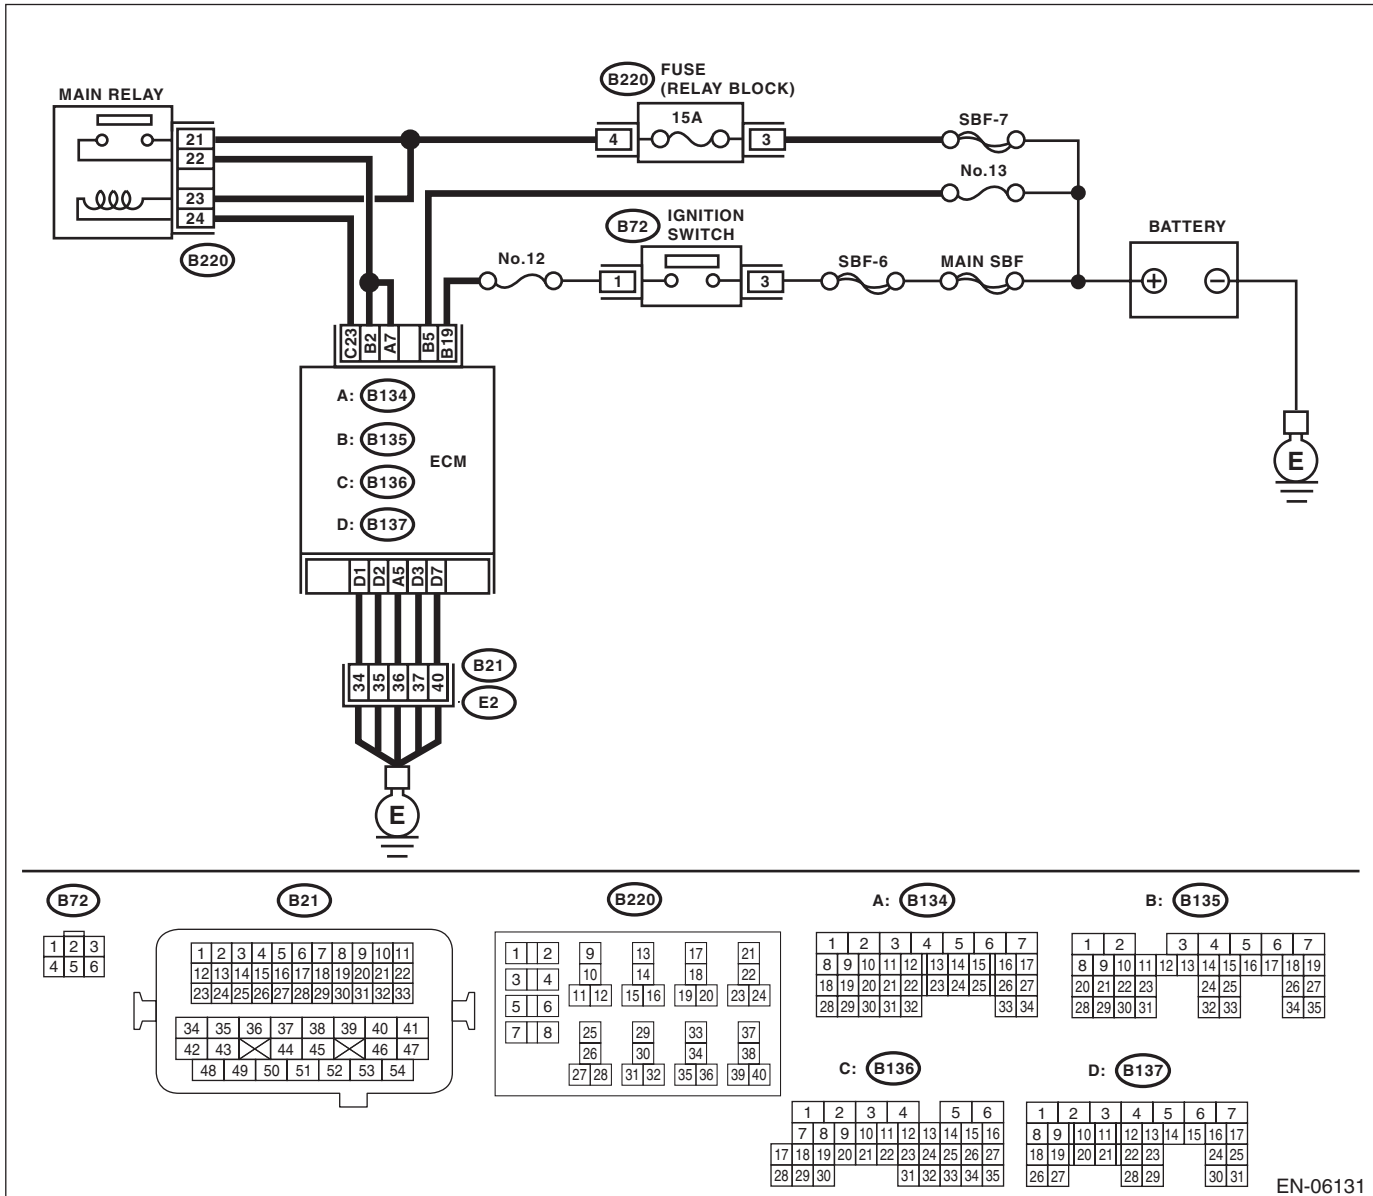 B220 FUSE
(RELAY BLOCK)
MAIN RELAY
15A
SBF-7
21
4
3
22
No.13
23
24
B72 IGNITION
SWITCH
BATTERY
B220
No.12
SBF-6
MAIN SBF
1
3
+ −
C23 B2 A7 B5 B19
A: B134
B: B135
ECM
E
C: B136
D: B137
D1 D2 A5 D3 D7
34 35 36 37 40
B21
E2
E
B72
1 2 3
4 5 6
B21
1 2 3 4 5 6 7 8 9 10 11
12 13 14 15 16 17 18 19 20 21 22
23 24 25 26 27 28 29 30 31 32 33
34 35 36 37 38 39 40 41
42 43 44 45 46 47
48 49 50 51 52 53 54
B220
1 2 9 13 17 21
3 4 10 14 18 22
5 6 11 12 15 16 19 20 23 24
7 8 25 29 33 37
26 30 34 38
27 28 31 32 35 36 39 40
A: B134
1 2 3 4 5 6 7
8 9 10 11 12 13 14 15 16 17
18 19 20 21 22 23 24 25 26 27
28 29 30 31 32 33 34
B: B135
1 2 3 4 5 6 7
8 9 10 11 12 13 14 15 16 17 18 19
20 21 22 23 24 25 26 27
28 29 30 31 32 33 34 35
C: B136
1 2 3 4 5 6
7 8 9 10 11 12 13 14 15 16
17 18 19 20 21 22 23 24 25 26 27
28 29 30 31 32 33 34 35
D: B137
1 2 3 4 5 6 7
8 9 10 11 12 13 14 15 16 17
18 19 20 21 22 23 24 25
26 27 28 29 30 31
EN-06131